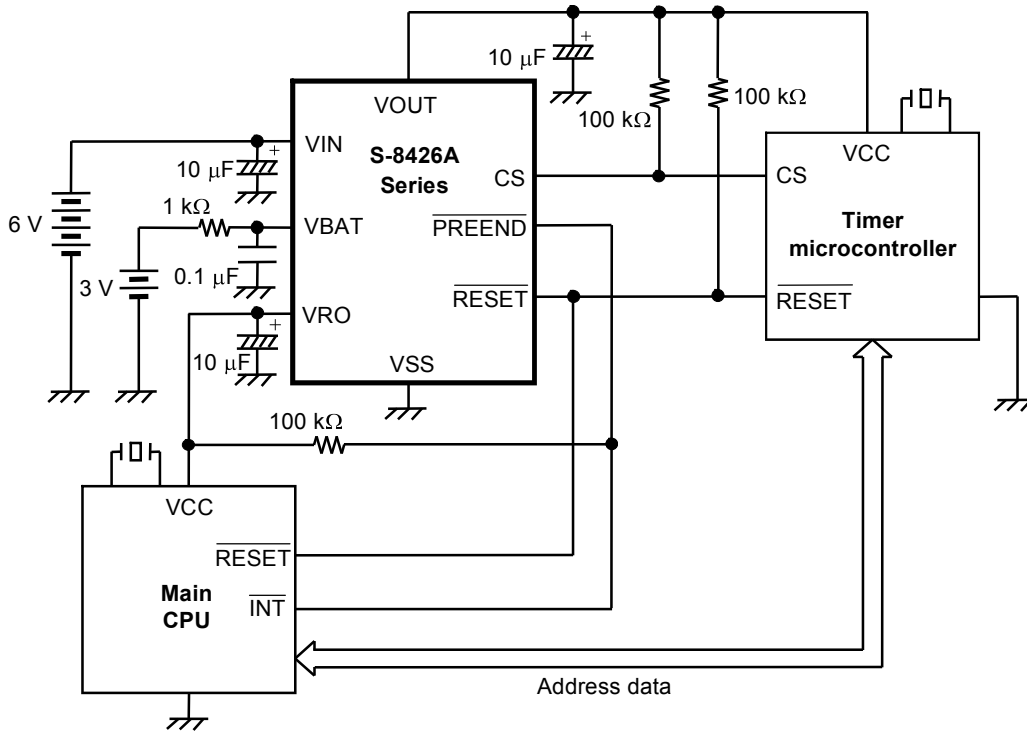 10 μF
+
100 kΩ
100 kΩ
VOUT
VIN
S-8426A
Series
+
10 μF
CS
VCC
CS
1 kΩ
6 V
VBAT
PREEND
Timer
microcontroller
3 V
0.1 μF
RESET
RESET
VRO
+
10 μF
VSS
100 kΩ
VCC
RESET
Main
CPU
INT
Address data